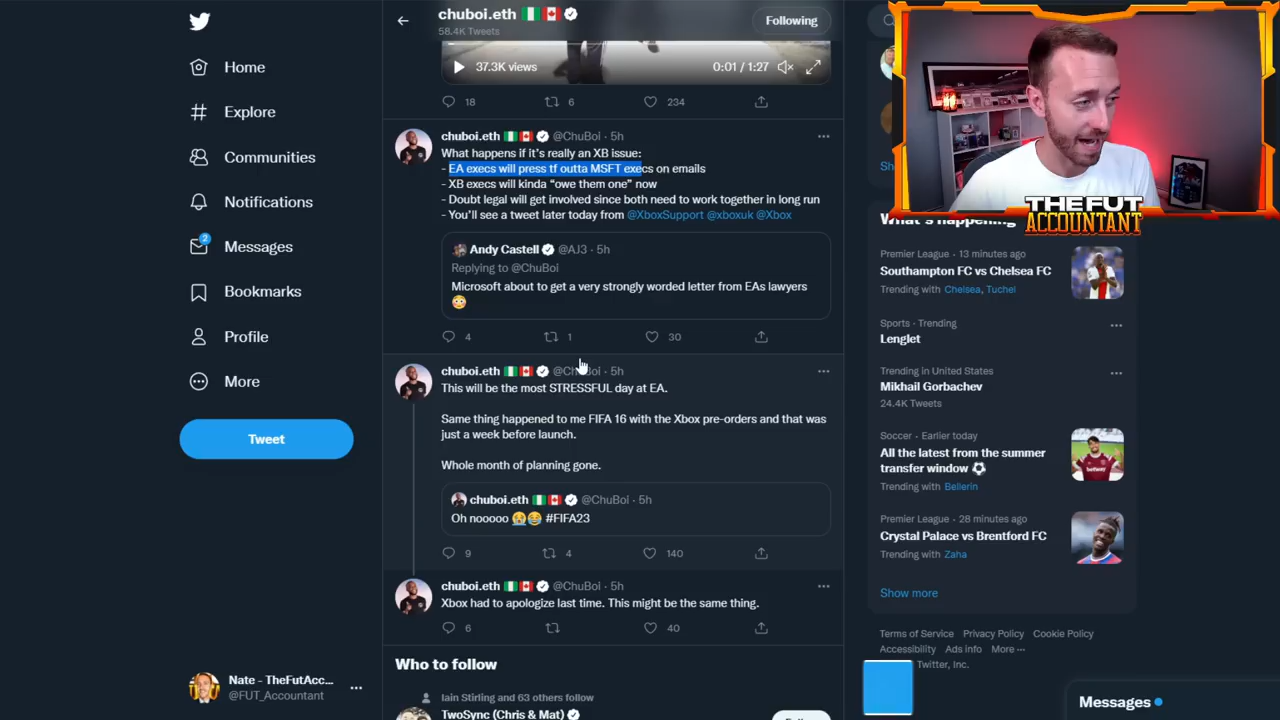 chuboi.eth
Following
58.4K Tweets
37.3K views
0:01 / 1:27
18
6
234
Home
Explore
Communities
Notifications
2
Messages
Bookmarks
Profile
More
Tweet
Nate - TheFutAcc...
@FUT_Accountant
chuboi.eth @ChuBoi · 5h
What happens if it's really an XB issue:
- EA execs will press tf outta MSFT execs on emails
- XB execs will kinda “owe them one” now
- Doubt legal will get involved since both need to work together in long run
- You'll see a tweet later today from @XboxSupport @xboxuk @Xbox
Andy Castell @AJ3 · 5h
Replying to @ChuBoi
Microsoft about to get a very strongly worded letter from EAs lawyers
4
1
30
chuboi.eth @ChuBoi · 5h
This will be the most STRESSFUL day at EA.
Same thing happened to me FIFA 16 with the Xbox pre-orders and that was
just a week before launch.
Whole month of planning gone.
chuboi.eth @ChuBoi · 5h
Oh nooooo #FIFA23
9
4
140
chuboi.eth @ChuBoi · 5h
Xbox had to apologize last time. This might be the same thing.
6
40
Who to follow
Iain Stirling and 63 others follow
TwoSync (Chris & Mat)
THE FUT
ACCOUNTANT
What's happening
Premier League · 13 minutes ago
Southampton FC vs Chelsea FC
Trending with Chelsea, Tuchel
Sports · Trending
Lenglet
Trending in United States
Mikhail Gorbachev
24.4K Tweets
Soccer · Earlier today
All the latest from the summer
transfer window
Trending with Bellerin
Premier League · 28 minutes ago
Crystal Palace vs Brentford FC
Trending with Zaha
Show more
Terms of Service Privacy Policy Cookie Policy
Accessibility Ads info More ···
Twitter, Inc.
Messages